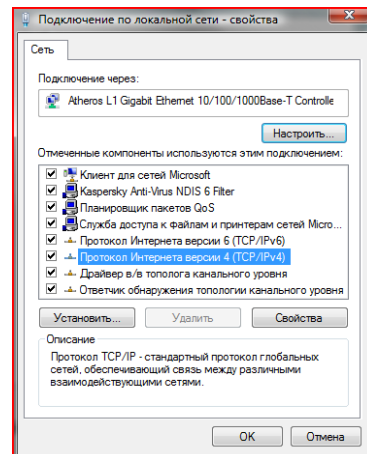 Подключение по локальной сети - свойства
Сеть
Подключение через:
Atheros L1 Gigabit Ethernet 10/100/1000Base-T Controlle
Настроить...
Отмеченные компоненты используются этим подключением:
Клиент для сетей Microsoft
Kaspersky Anti-Virus NDIS 6 Filter
Планировщик пакетов QoS
Служба доступа к файлам и принтерам сетей Micro...
Протокол Интернета версии 6 (TCP/IPv6)
Протокол Интернета версии 4 (TCP/IPv4)
Драйвер в/в тополога канального уровня
Ответчик обнаружения топологии канального уровня
Установить...
Удалить
Свойства
Описание
Протокол TCP/IP - стандартный протокол глобальных
сетей, обеспечивающий связь между различными
взаимодействующими сетями.
OK
Отмена